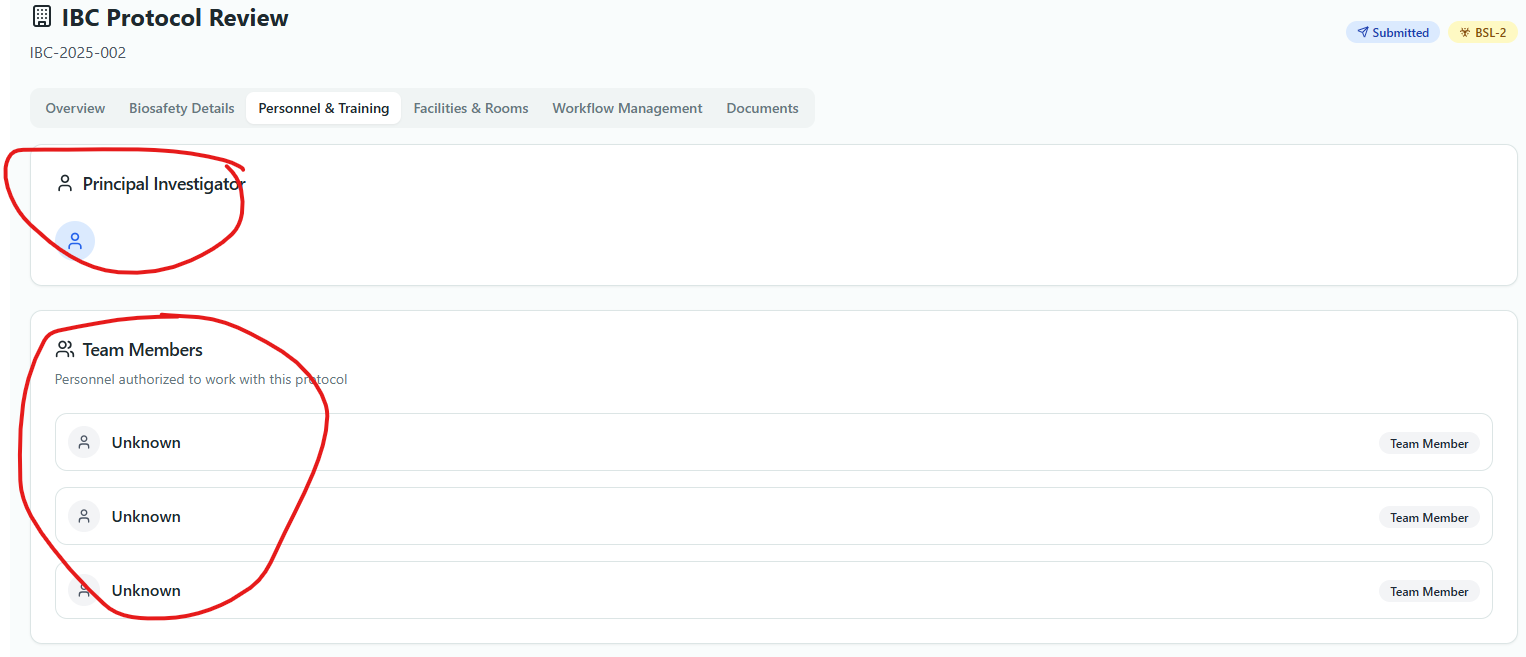 IBC Protocol Review
IBC-2025-002
Submitted
BSL-2
Overview Biosafety Details Personnel & Training Facilities & Rooms Workflow Management Documents
Principal Investigator
Team Members
Personnel authorized to work with this protocol
Unknown Team Member
Unknown Team Member
Unknown Team Member